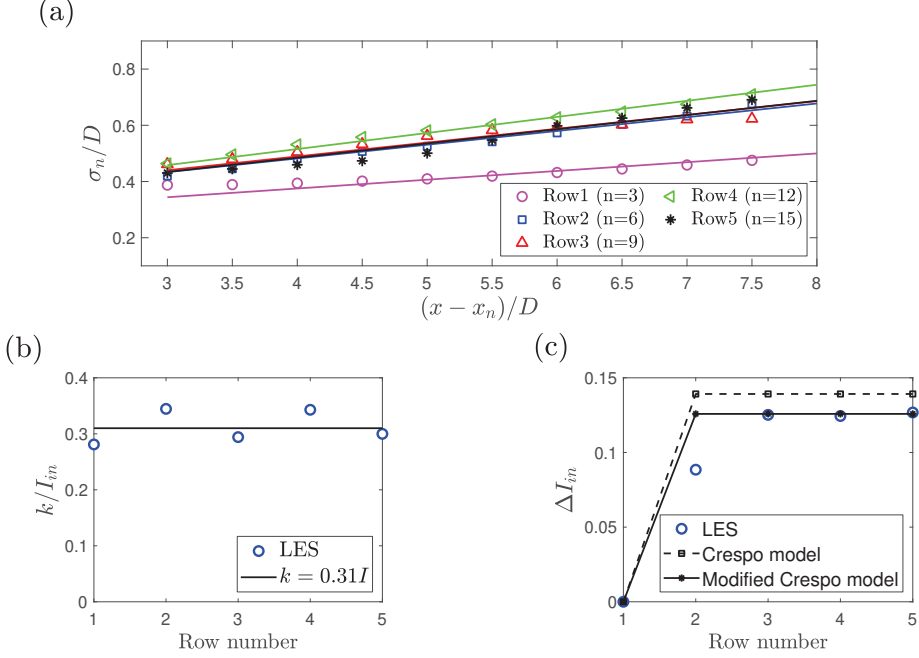 (a)
0.8
0.6
0.4
0.2
σₙ/D
Row1 (n=3)
Row2 (n=6)
Row3 (n=9)
Row4 (n=12)
Row5 (n=15)
3 3.5 4 4.5 5 5.5 6 6.5 7 7.5 8
(x − xₙ)/D
(b)
0.4
0.3
0.2
0.1
0
k/Iᵢₙ
LES
k = 0.31I
1 2 3 4 5
Row number
(c)
0.15
0.1
0.05
0
ΔIᵢₙ
LES
Crespo model
Modified Crespo model
1 2 3 4 5
Row number